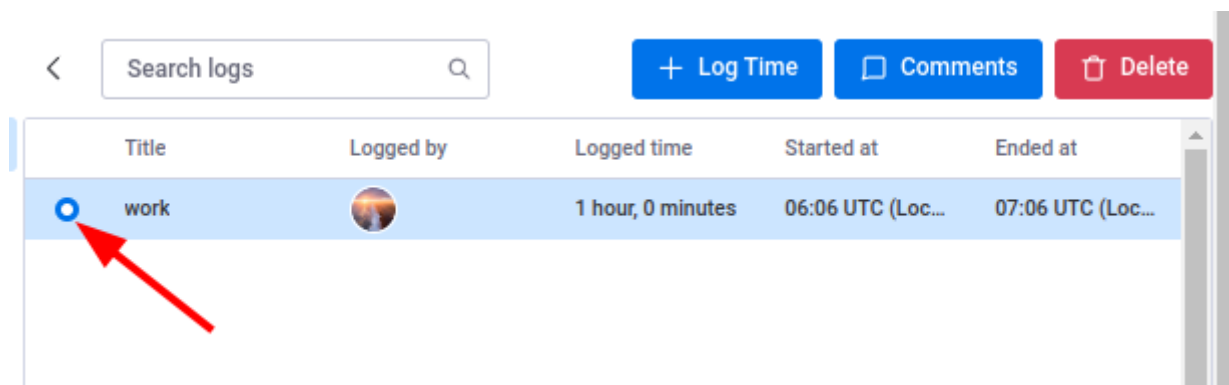 Search logs + Log Time Comments Delete
Title Logged by Logged time Started at Ended at
work 1 hour, 0 minutes 06:06 UTC (Loc... 07:06 UTC (Loc...